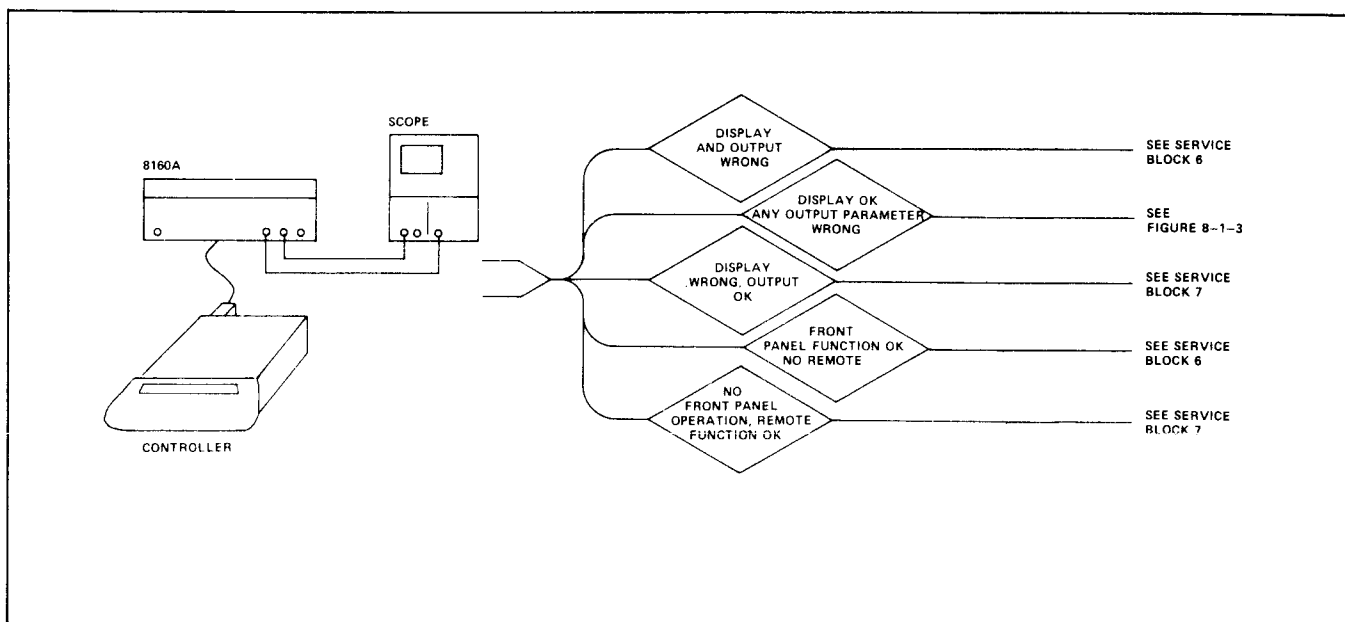 SCOPE
8160A
CONTROLLER
DISPLAY
AND OUTPUT
WRONG
SEE SERVICE
BLOCK 6
DISPLAY OK
ANY OUTPUT PARAMETER
WRONG
SEE
FIGURE 8-1-3
DISPLAY
WRONG, OUTPUT
OK
SEE SERVICE
BLOCK 7
FRONT
PANEL FUNCTION OK
NO REMOTE
SEE SERVICE
BLOCK 6
NO
FRONT PANEL
OPERATION, REMOTE
FUNCTION OK
SEE SERVICE
BLOCK 7